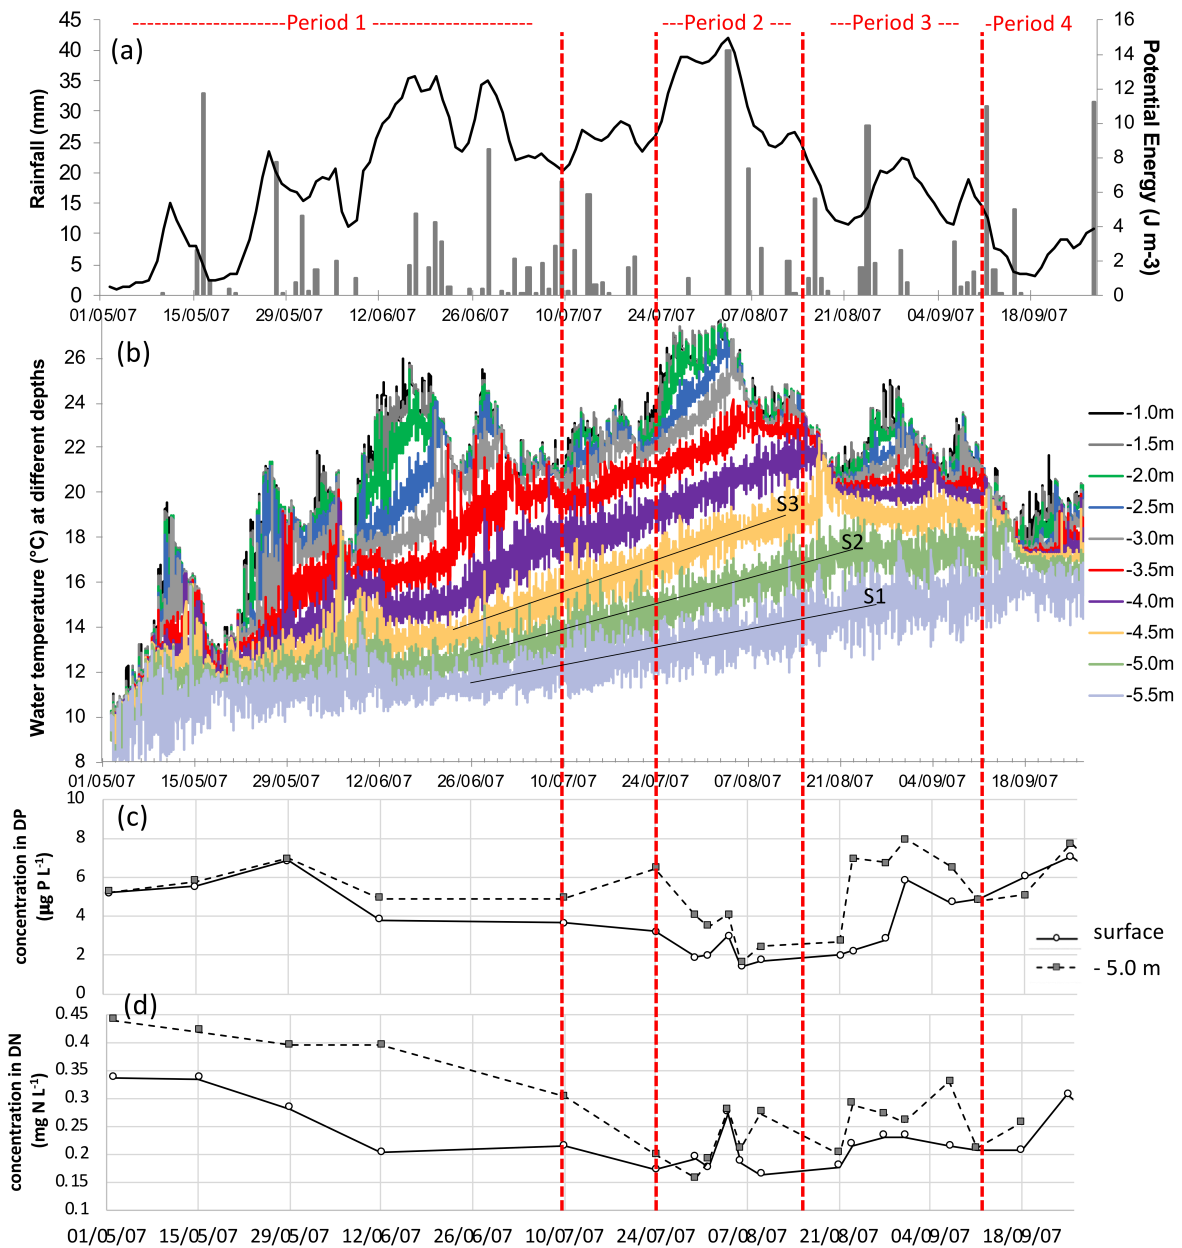 ---------------------Period 1 ----------------------
---Period 2 ---
---Period 3 ---
-Period 4
(a)
Rainfall (mm)
45
40
35
30
25
20
15
10
5
0
16
14
12
10
8
6
4
2
0
Potential Energy (J m-3)
01/05/07 15/05/07 29/05/07 12/06/07 26/06/07 10/07/07 24/07/07 07/08/07 21/08/07 04/09/07 18/09/07
(b)
Water temperature (°C) at different depths
26
24
22
20
18
16
14
12
10
8
S3
S2
S1
-1.0m
-1.5m
-2.0m
-2.5m
-3.0m
-3.5m
-4.0m
-4.5m
-5.0m
-5.5m
01/05/07 15/05/07 29/05/07 12/06/07 26/06/07 10/07/07 24/07/07 07/08/07 21/08/07 04/09/07 18/09/07
(c)
concentration in DP
(µg P L-1)
10
8
6
4
2
0
surface
- 5.0 m
(d)
concentration in DN
(mg N L-1)
0.45
0.4
0.35
0.3
0.25
0.2
0.15
0.1
01/05/07 15/05/07 29/05/07 12/06/07 26/06/07 10/07/07 24/07/07 07/08/07 21/08/07 04/09/07 18/09/07